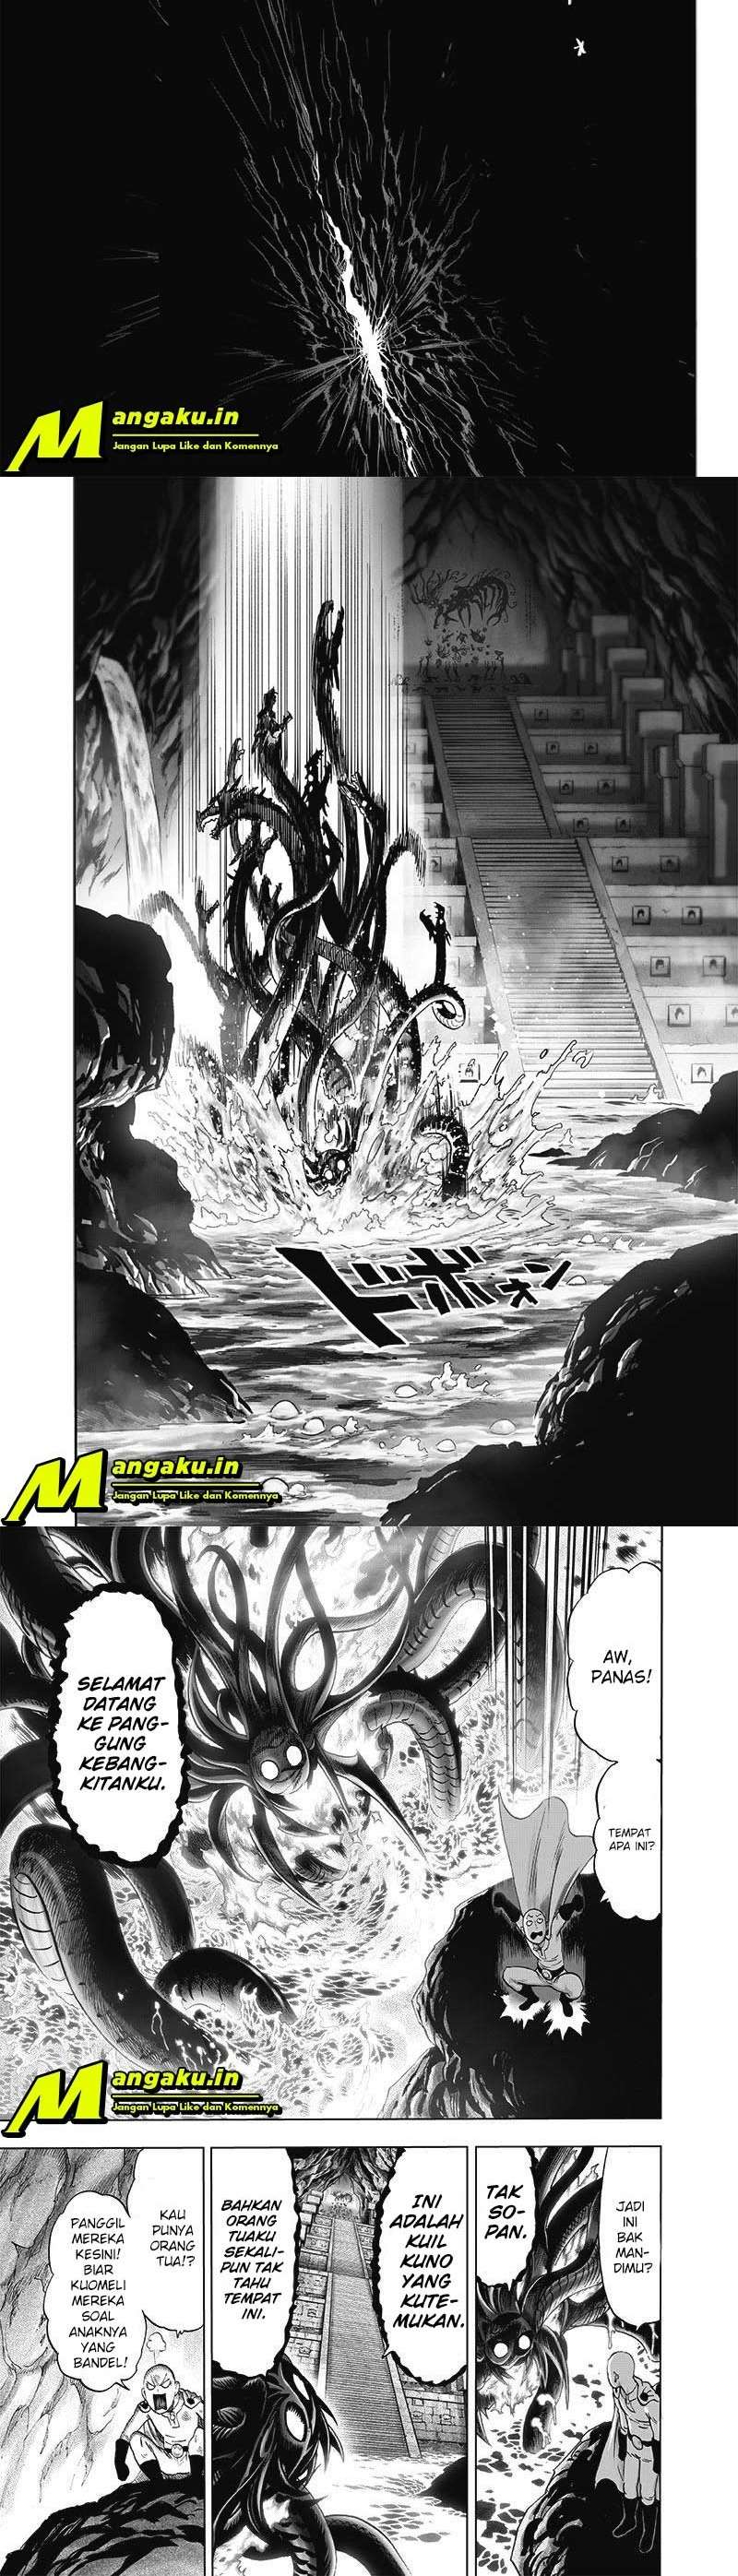 Mangaku.in
Jangan Lupa Like dan Komennya
ドボォン
Mangaku.in
Jangan Lupa Like dan Komennya
AW,
PANAS!
TEMPAT
APA INI?
SELAMAT
DATANG
KE PANG-
GUNG
KEBANG-
KITANKU.
Mangaku.in
Jangan Lupa Like dan Komennya
JADI
INI
BAK
MAN-
DIMU?
TAK
SO-
PAN.
INI
ADALAH
KUIL
KUNO
YANG
KUTE-
MUKAN.
BAHKAN
ORANG
TUAKU
SEKALI-
PUN TAK
TAHU
TEMPAT
INI.
KAU
PUNYA
ORANG
TUA!?
PANGGIL
MEREKA
KESINI!
BIAR
KUOMELI
MEREKA
SOAL
ANAKNYA
YANG
BANDEL!